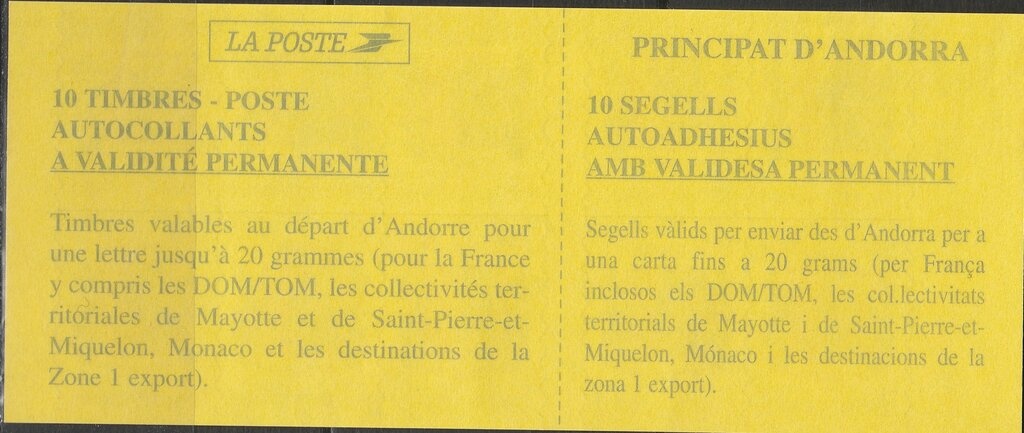 LA POSTE
10 TIMBRES - POSTE
AUTOCOLLANTS
A VALIDITÉ PERMANENTE
Timbres valables au départ d'Andorre pour
une lettre jusqu'à 20 grammes (pour la France
y compris les DOM/TOM, les collectivités ter-
ritoriales de Mayotte et de Saint-Pierre-et-
Miquelon, Monaco et les destinations de la
Zone 1 export).
PRINCIPAT D'ANDORRA
10 SEGELLS
AUTOADHESIUS
AMB VALIDESA PERMANENT
Segells vàlids per enviar des d'Andorra per a
una carta fins a 20 grams (per França
inclosos els DOM/TOM, les col.lectivitats
territorials de Mayotte i de Saint-Pierre-et-
Miquelon, Mónaco i les destinacions de la
zona 1 export).